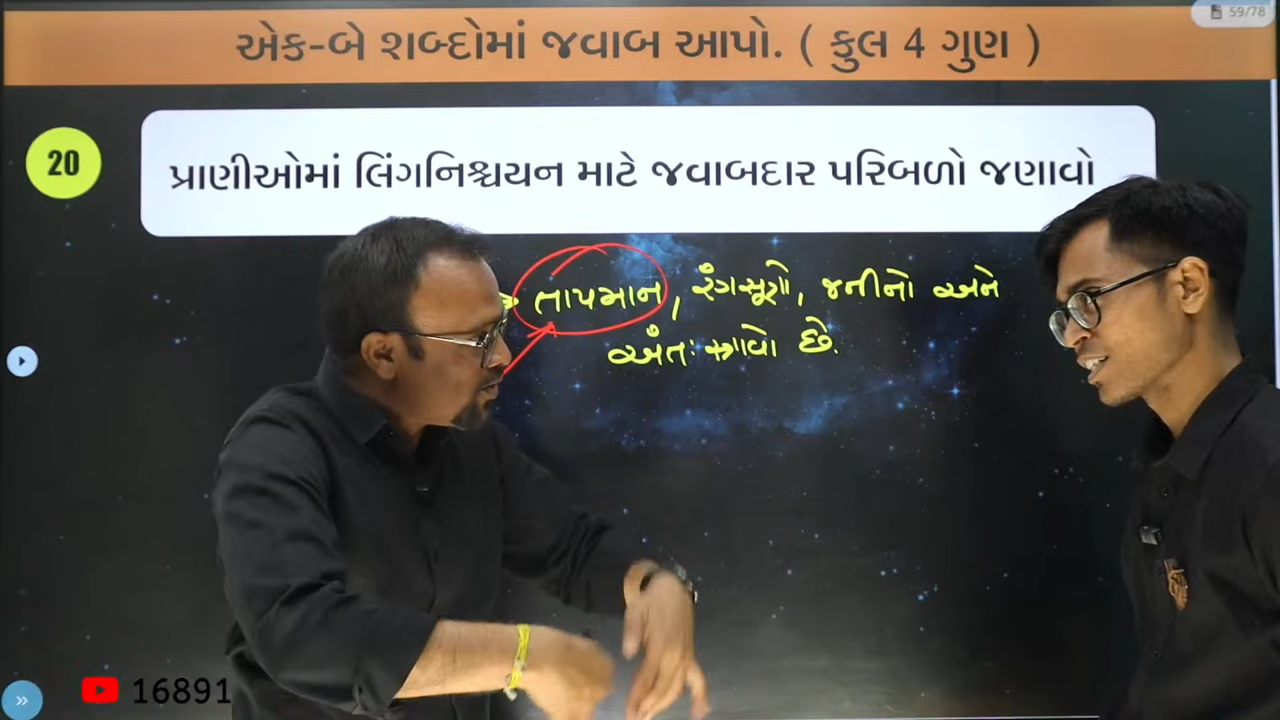 59/78
એક-બે શબ્દોમાં જવાબ આપો. ( કુલ 4 ગુણ )
20
પ્રાણીઓમાં લિંગનિશ્ચયન માટે જવાબદાર પરિબળો જણાવો
તાપમાન, રંગસૂત્રો, જનીનો અને
અંતઃસ્ત્રાવો છે.
16891